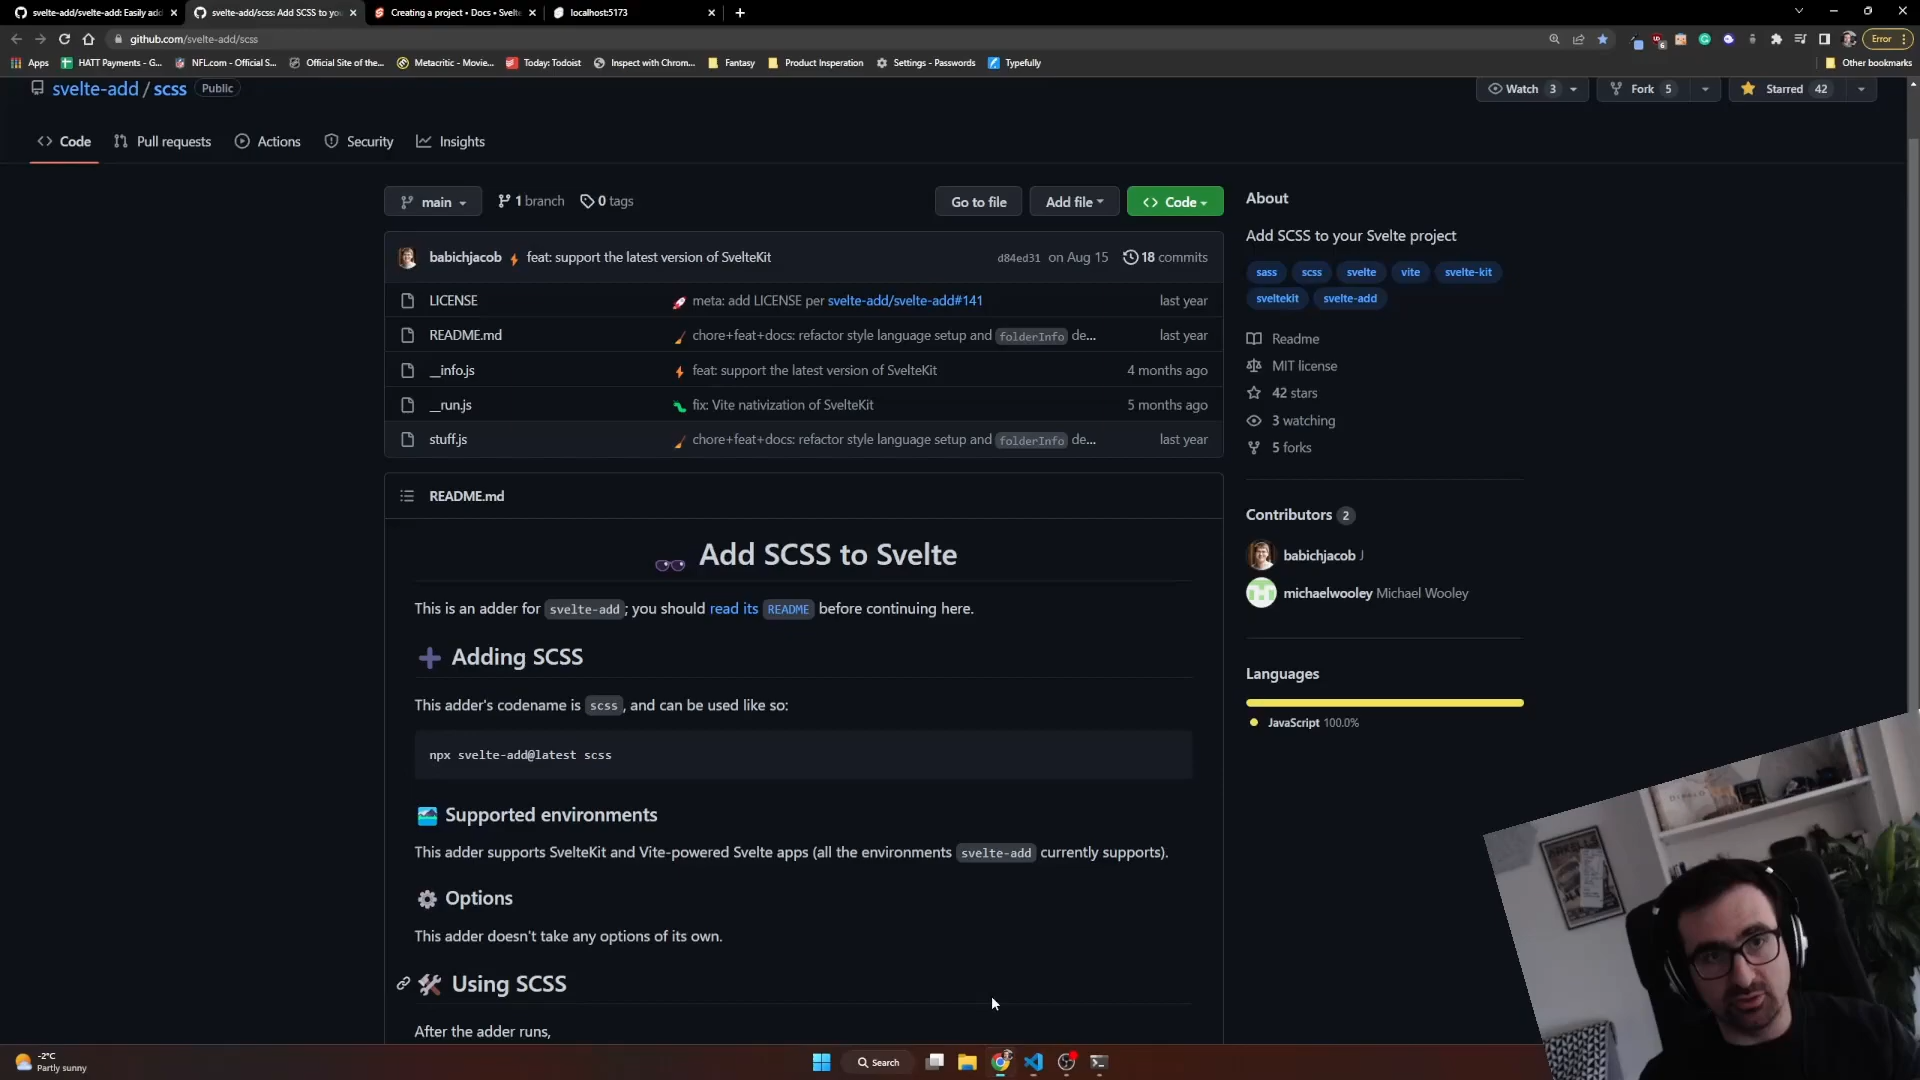 svelte-add/svelte-add: Easily add
svelte-add/scss: Add SCSS to yo
Creating a project • Docs • Svelte
localhost:5173
github.com/svelte-add/scss
Error
Apps
HATT Payments - G...
NFL.com - Official S...
Official Site of the...
Metacritic - Movie...
Today: Todoist
Inspect with Chrom...
Fantasy
Product Insperation
Settings - Passwords
Typefully
Other bookmarks
svelte-add / scss Public
Watch 3
Fork 5
Starred 42
Code
Pull requests
Actions
Security
Insights
main
1 branch
0 tags
Go to file
Add file
Code
babichjacob feat: support the latest version of SvelteKit
d84ed31 on Aug 15
18 commits
LICENSE meta: add LICENSE per svelte-add/svelte-add#141 last year
README.md chore+feat+docs: refactor style language setup and folderInfo de... last year
__info.js feat: support the latest version of SvelteKit 4 months ago
__run.js fix: Vite nativization of SvelteKit 5 months ago
stuff.js chore+feat+docs: refactor style language setup and folderInfo de... last year
README.md
Add SCSS to Svelte
This is an adder for svelte-add; you should read its README before continuing here.
Adding SCSS
This adder's codename is scss, and can be used like so:
npx svelte-add@latest scss
Supported environments
This adder supports SvelteKit and Vite-powered Svelte apps (all the environments svelte-add currently supports).
Options
This adder doesn't take any options of its own.
Using SCSS
After the adder runs,
About
Add SCSS to your Svelte project
sass scss svelte vite svelte-kit
sveltekit svelte-add
Readme
MIT license
42 stars
3 watching
5 forks
Contributors 2
babichjacob J
michaelwooley Michael Wooley
Languages
JavaScript 100.0%
-2°C
Partly sunny
Search